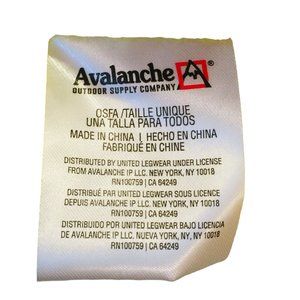 Avalanche
OUTDOOR SUPPLY COMPANY
OSFA /TAILLE UNIQUE
UNA TALLA PARA TODOS
MADE IN CHINA | HECHO EN CHINA
FABRIQUÉ EN CHINE
DISTRIBUTED BY UNITED LEGWEAR UNDER LICENSE
FROM AVALANCHE IP LLC. NEW YORK, NY 10018
RN100759 | CA 64249
DISTRIBUÉ PAR UNITED LEGWEAR SOUS LICENCE
DEPUIS AVALANCHE IP LLC. NEW YORK, NY 10018
RN100759 | CA 64249
DISTRIBUIDO POR UNITED LEGWEAR BAJO LICENCIA
DE AVALANCHE IP LLC. NUEVA YORK, NY, NY 10018
RN100759 | CA 64249